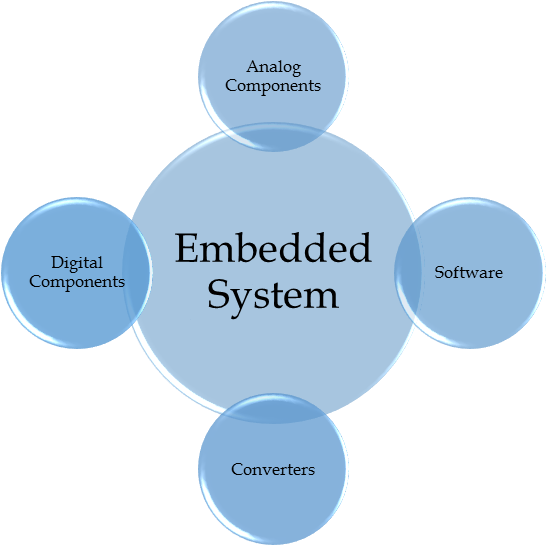 Analog
Components
Embedded
System
Digital
Components
Software
Converters